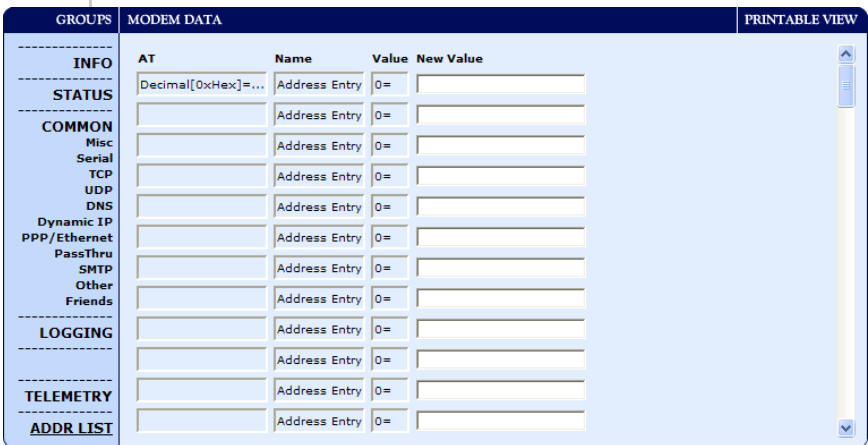 GROUPS MODEM DATA PRINTABLE VIEW
--------------
INFO
--------------
STATUS
--------------
COMMON
Misc
Serial
TCP
UDP
DNS
Dynamic IP
PPP/Ethernet
PassThru
SMTP
Other
Friends
--------------
LOGGING
--------------
--------------
TELEMETRY
--------------
ADDR LIST
AT Name Value New Value
Decimal[0xHex]=... Address Entry 0=
Address Entry 0=
Address Entry 0=
Address Entry 0=
Address Entry 0=
Address Entry 0=
Address Entry 0=
Address Entry 0=
Address Entry 0=
Address Entry 0=
Address Entry 0=
Address Entry 0=